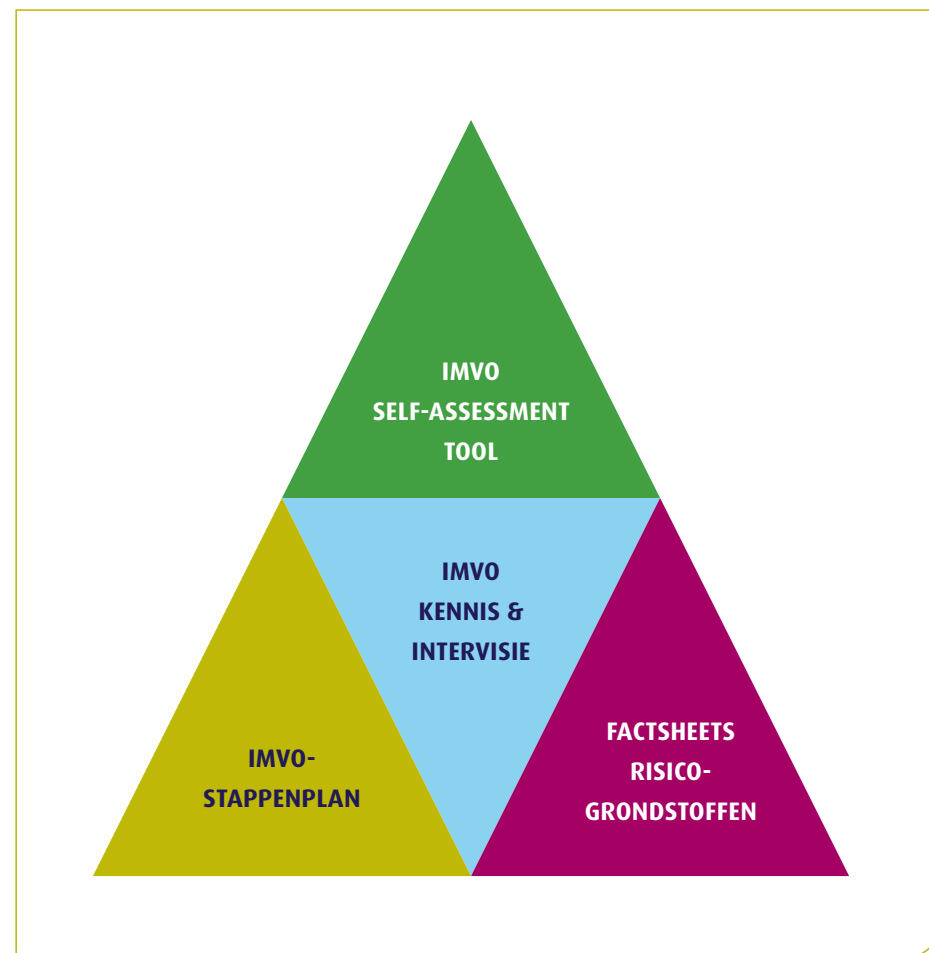 IMVO
SELF-ASSESSMENT
TOOL
IMVO
KENNIS &
INTERVISIE
IMVO-
STAPPENPLAN
FACTSHEETS
RISICO-
GRONDSTOFFEN